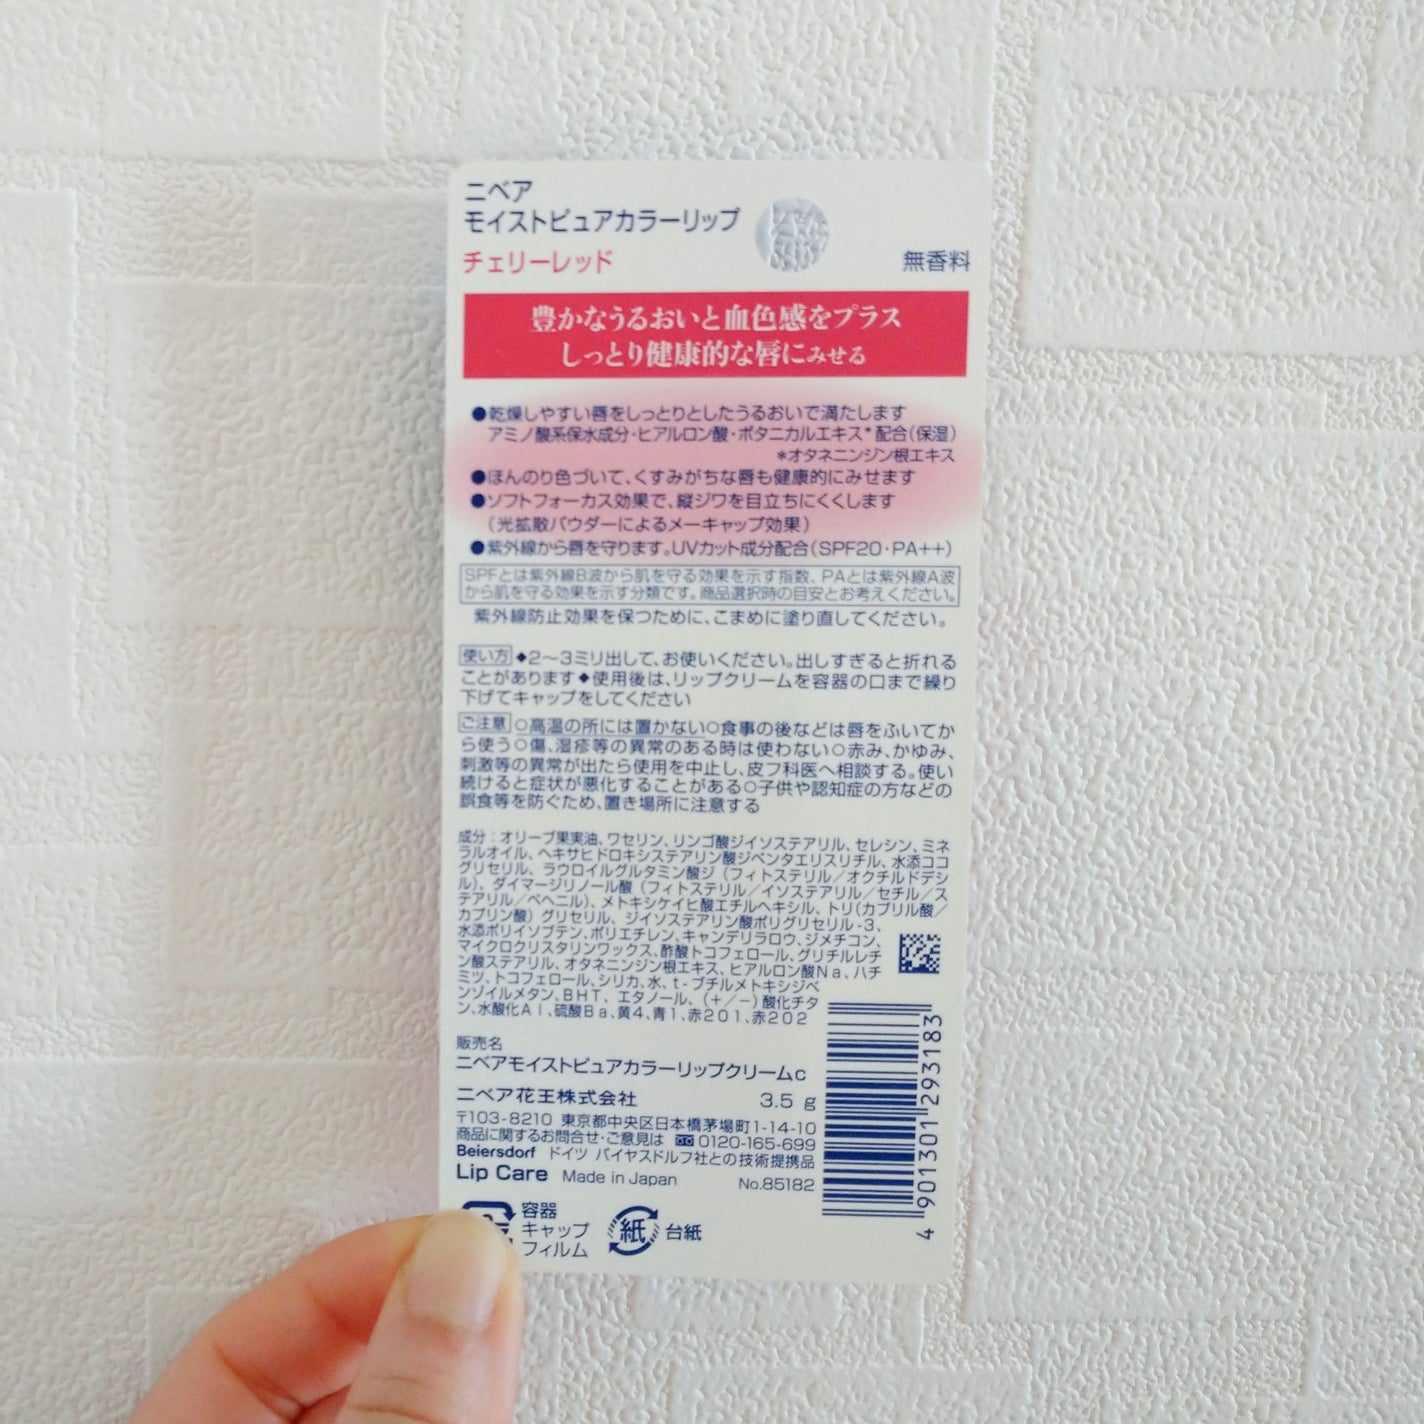 ニベア
モイストピュアカラーリップ
チェリーレッド
無香料
豊かなうるおいと血色感をプラス
しっとり健康的な唇にみせる
●乾燥しやすい唇をしっとりとしたうるおいで満たします
アミノ酸系保水成分・ヒアルロン酸・ボタニカルエキス*配合(保湿)
*オタネニンジン根エキス
●ほんのり色づいて、くすみがちな唇も健康的にみせます
●ソフトフォーカス効果で、縦ジワを目立ちにくくします
(光拡散パウダーによるメーキャップ効果)
●紫外線から唇を守ります。UVカット成分配合(SPF20・PA++)
SPFとは紫外線B波から肌を守る効果を示す指数、PAとは紫外線A波
から肌を守る効果を示す分類です。商品選択時の目安とお考えください。
紫外線防止効果を保つために、こまめに塗り直してください。
使い方 ◆2〜3ミリ出して、お使いください。出しすぎると折れる
ことがあります◆使用後は、リップクリームを容器の口まで繰り
下げてキャップをしてください
ご注意 ○高温の所には置かない○食事の後などは唇をふいてか
ら使う○傷、湿疹等の異常のある時は使わない○赤み、かゆみ、
刺激等の異常が出たら使用を中止し、皮フ科医へ相談する。使い
続けると症状が悪化することがある○子供や認知症の方などの
誤食等を防ぐため、置き場所に注意する
成分：オリーブ果実油、ワセリン、リンゴ酸ジイソステアリル、セレシン、ミネ
ラルオイル、ヘキサヒドロキシステアリン酸ジペンタエリスリチル、水添ココ
グリセリル、ラウロイルグルタミン酸ジ（フィトステリル／オクチルドデシ
ル）、ダイマージリノール酸（フィトステリル／イソステアリル／セチル／ス
テアリル／ベヘニル）、メトキシケイヒ酸エチルヘキシル、トリ(カプリル酸／
カプリン酸）グリセリル、ジイソステアリン酸ポリグリセリル-3、
水添ポリイソブテン、ポリエチレン、キャンデリラロウ、ジメチコン、
マイクロクリスタリンワックス、酢酸トコフェロール、グリチルレチ
ン酸ステアリル、オタネニンジン根エキス、ヒアルロン酸Na、ハチ
ミツ、トコフェロール、シリカ、水、t-ブチルメトキシジベ
ンゾイルメタン、BHT、エタノール、（+／−）酸化チタ
ン、水酸化Al、硫酸Ba、黄4、青1、赤201、赤202
販売名
ニベアモイストピュアカラーリップクリームc
ニベア花王株式会社 3.5 g
〒103-8210 東京都中央区日本橋茅場町1-14-10
商品に関するお問合せ・ご意見は 0120-165-699
Beiersdorf ドイツ バイヤスドルフ社との技術提携品
Lip Care Made in Japan No.85182
4 901301 293183
容器
キャップ
フィルム
紙 台紙